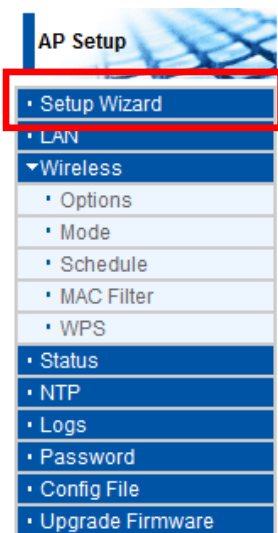 AP Setup
Setup Wizard
LAN
Wireless
Options
Mode
Schedule
MAC Filter
WPS
Status
NTP
Logs
Password
Config File
Upgrade Firmware